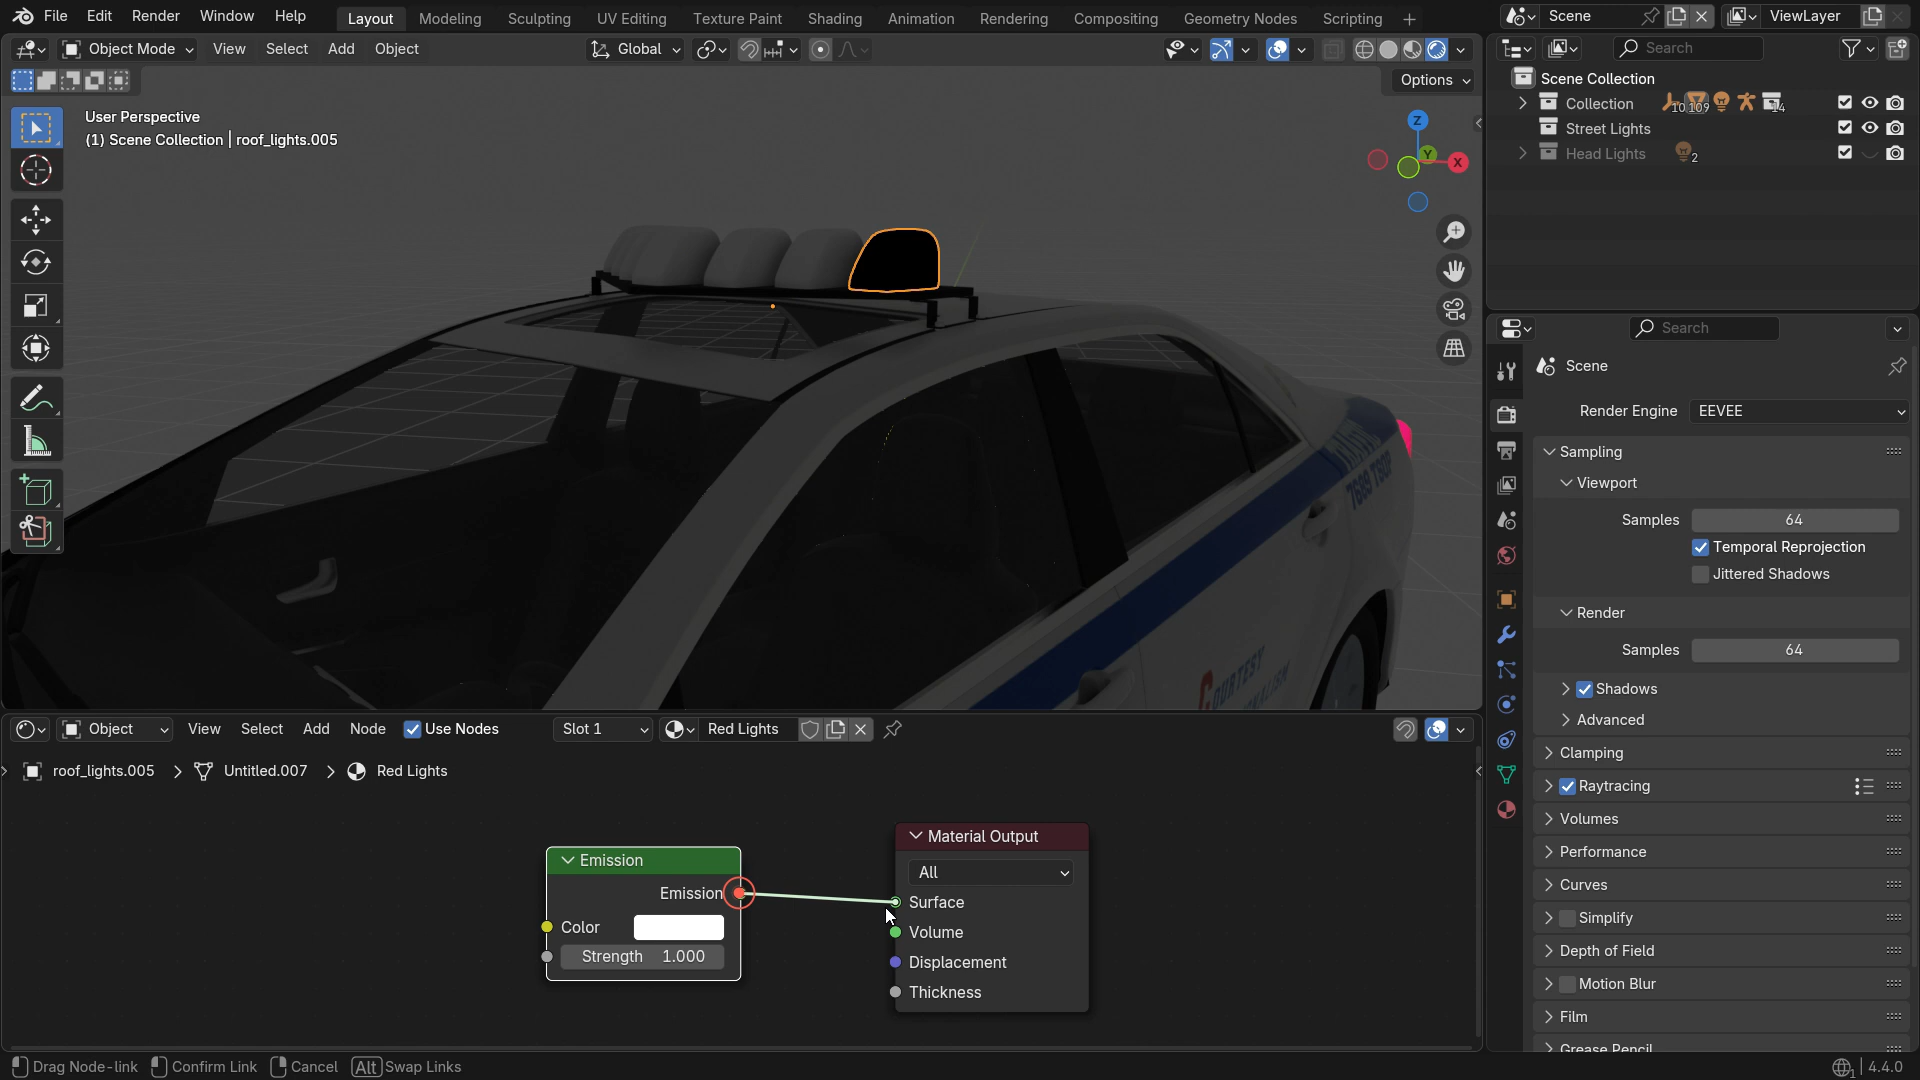 File Edit Render Window Help Layout Modeling Sculpting UV Editing Texture Paint Shading Animation Rendering Compositing Geometry Nodes Scripting Scene ViewLayer
Object Mode View Select Add Object Global Search
Options
User Perspective
(1) Scene Collection | roof_lights.005
Z
Y
X
Scene Collection
Collection 10 109 14
Street Lights
Head Lights 2
Search
Scene
Render Engine EEVEE
Sampling
Viewport
Samples 64
Temporal Reprojection
Jittered Shadows
Render
Samples 64
Shadows
Advanced
Clamping
Raytracing
Volumes
Performance
Curves
Simplify
Depth of Field
Motion Blur
Film
Grease Pencil
COURTESY
Object View Select Add Node Use Nodes Slot 1 Red Lights
roof_lights.005 Untitled.007 Red Lights
Emission
Emission
Color
Strength 1.000
Material Output
All
Surface
Volume
Displacement
Thickness
Drag Node-link Confirm Link Cancel Alt Swap Links 1 4.4.0